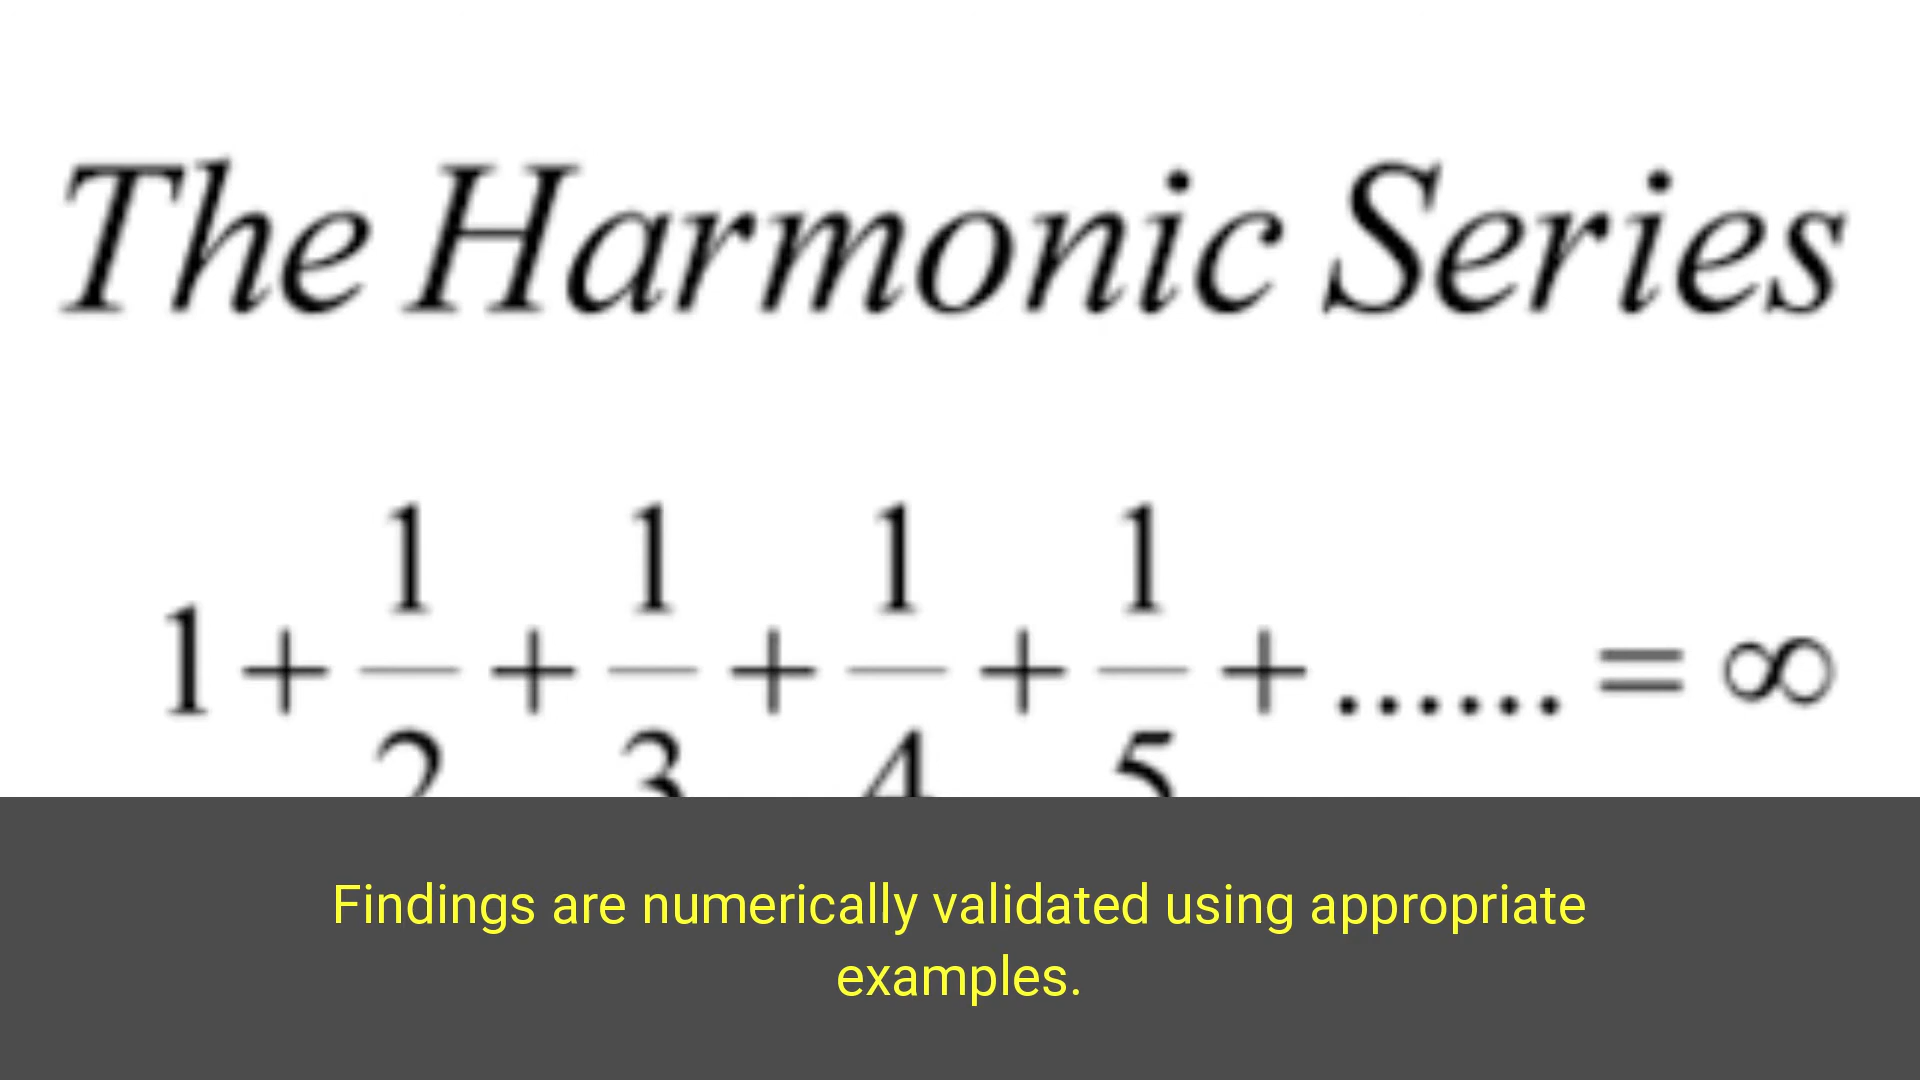 The Harmonic Series
1 + 1/2 + 1/3 + 1/4 + 1/5 + ...... = ∞
Findings are numerically validated using appropriate
examples.